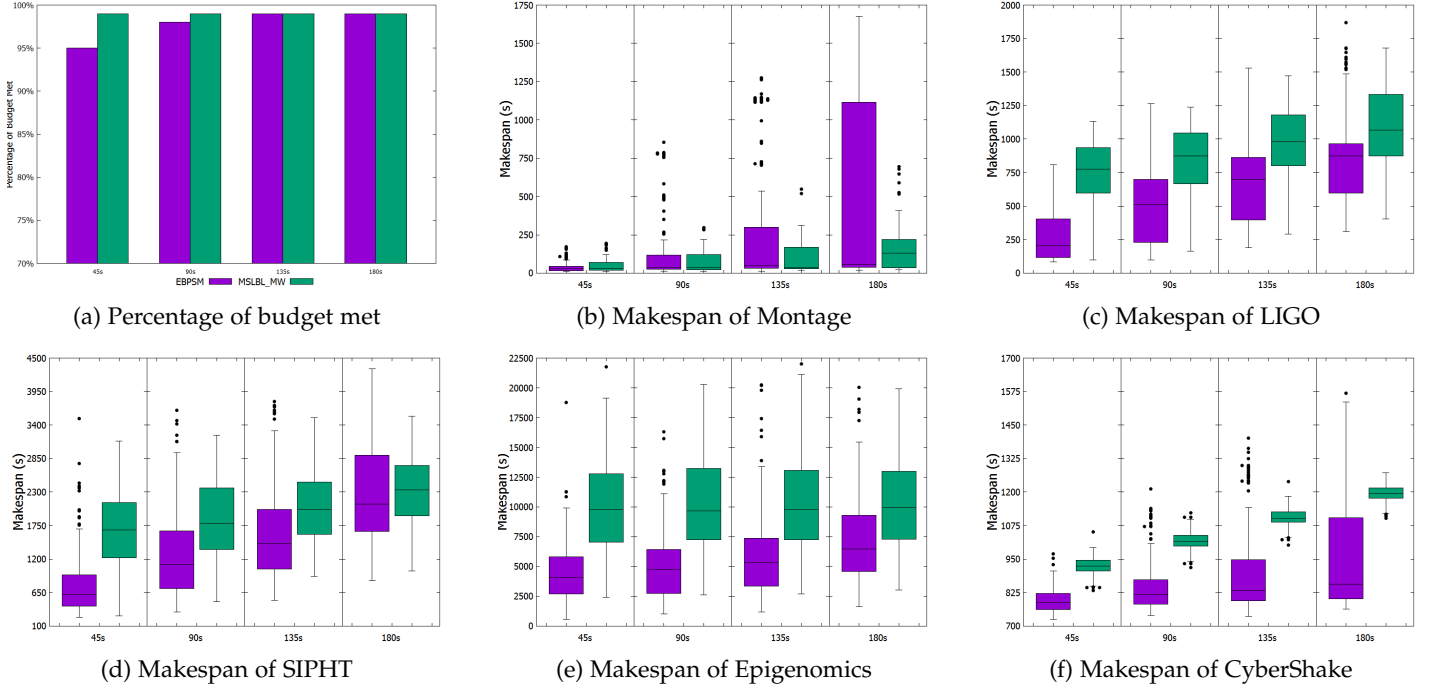 100%
95%
90%
85%
80%
75%
70%
Percentage of Budget Met
45s
90s
135s
180s
EBPSM
MSLBL_MW
(a) Percentage of budget met
1750
1500
1250
1000
750
500
250
0
Makespan (s)
45s
90s
135s
180s
(b) Makespan of Montage
2000
1750
1500
1250
1000
750
500
250
0
Makespan (s)
45s
90s
135s
180s
(c) Makespan of LIGO
4500
3950
3400
2850
2300
1750
1200
650
100
Makespan (s)
45s
90s
135s
180s
(d) Makespan of SIPHT
22500
20000
17500
15000
12500
10000
7500
5000
2500
0
Makespan (s)
45s
90s
135s
180s
(e) Makespan of Epigenomics
1700
1575
1450
1325
1200
1075
950
825
700
Makespan (s)
45s
90s
135s
180s
(f) Makespan of CyberShake